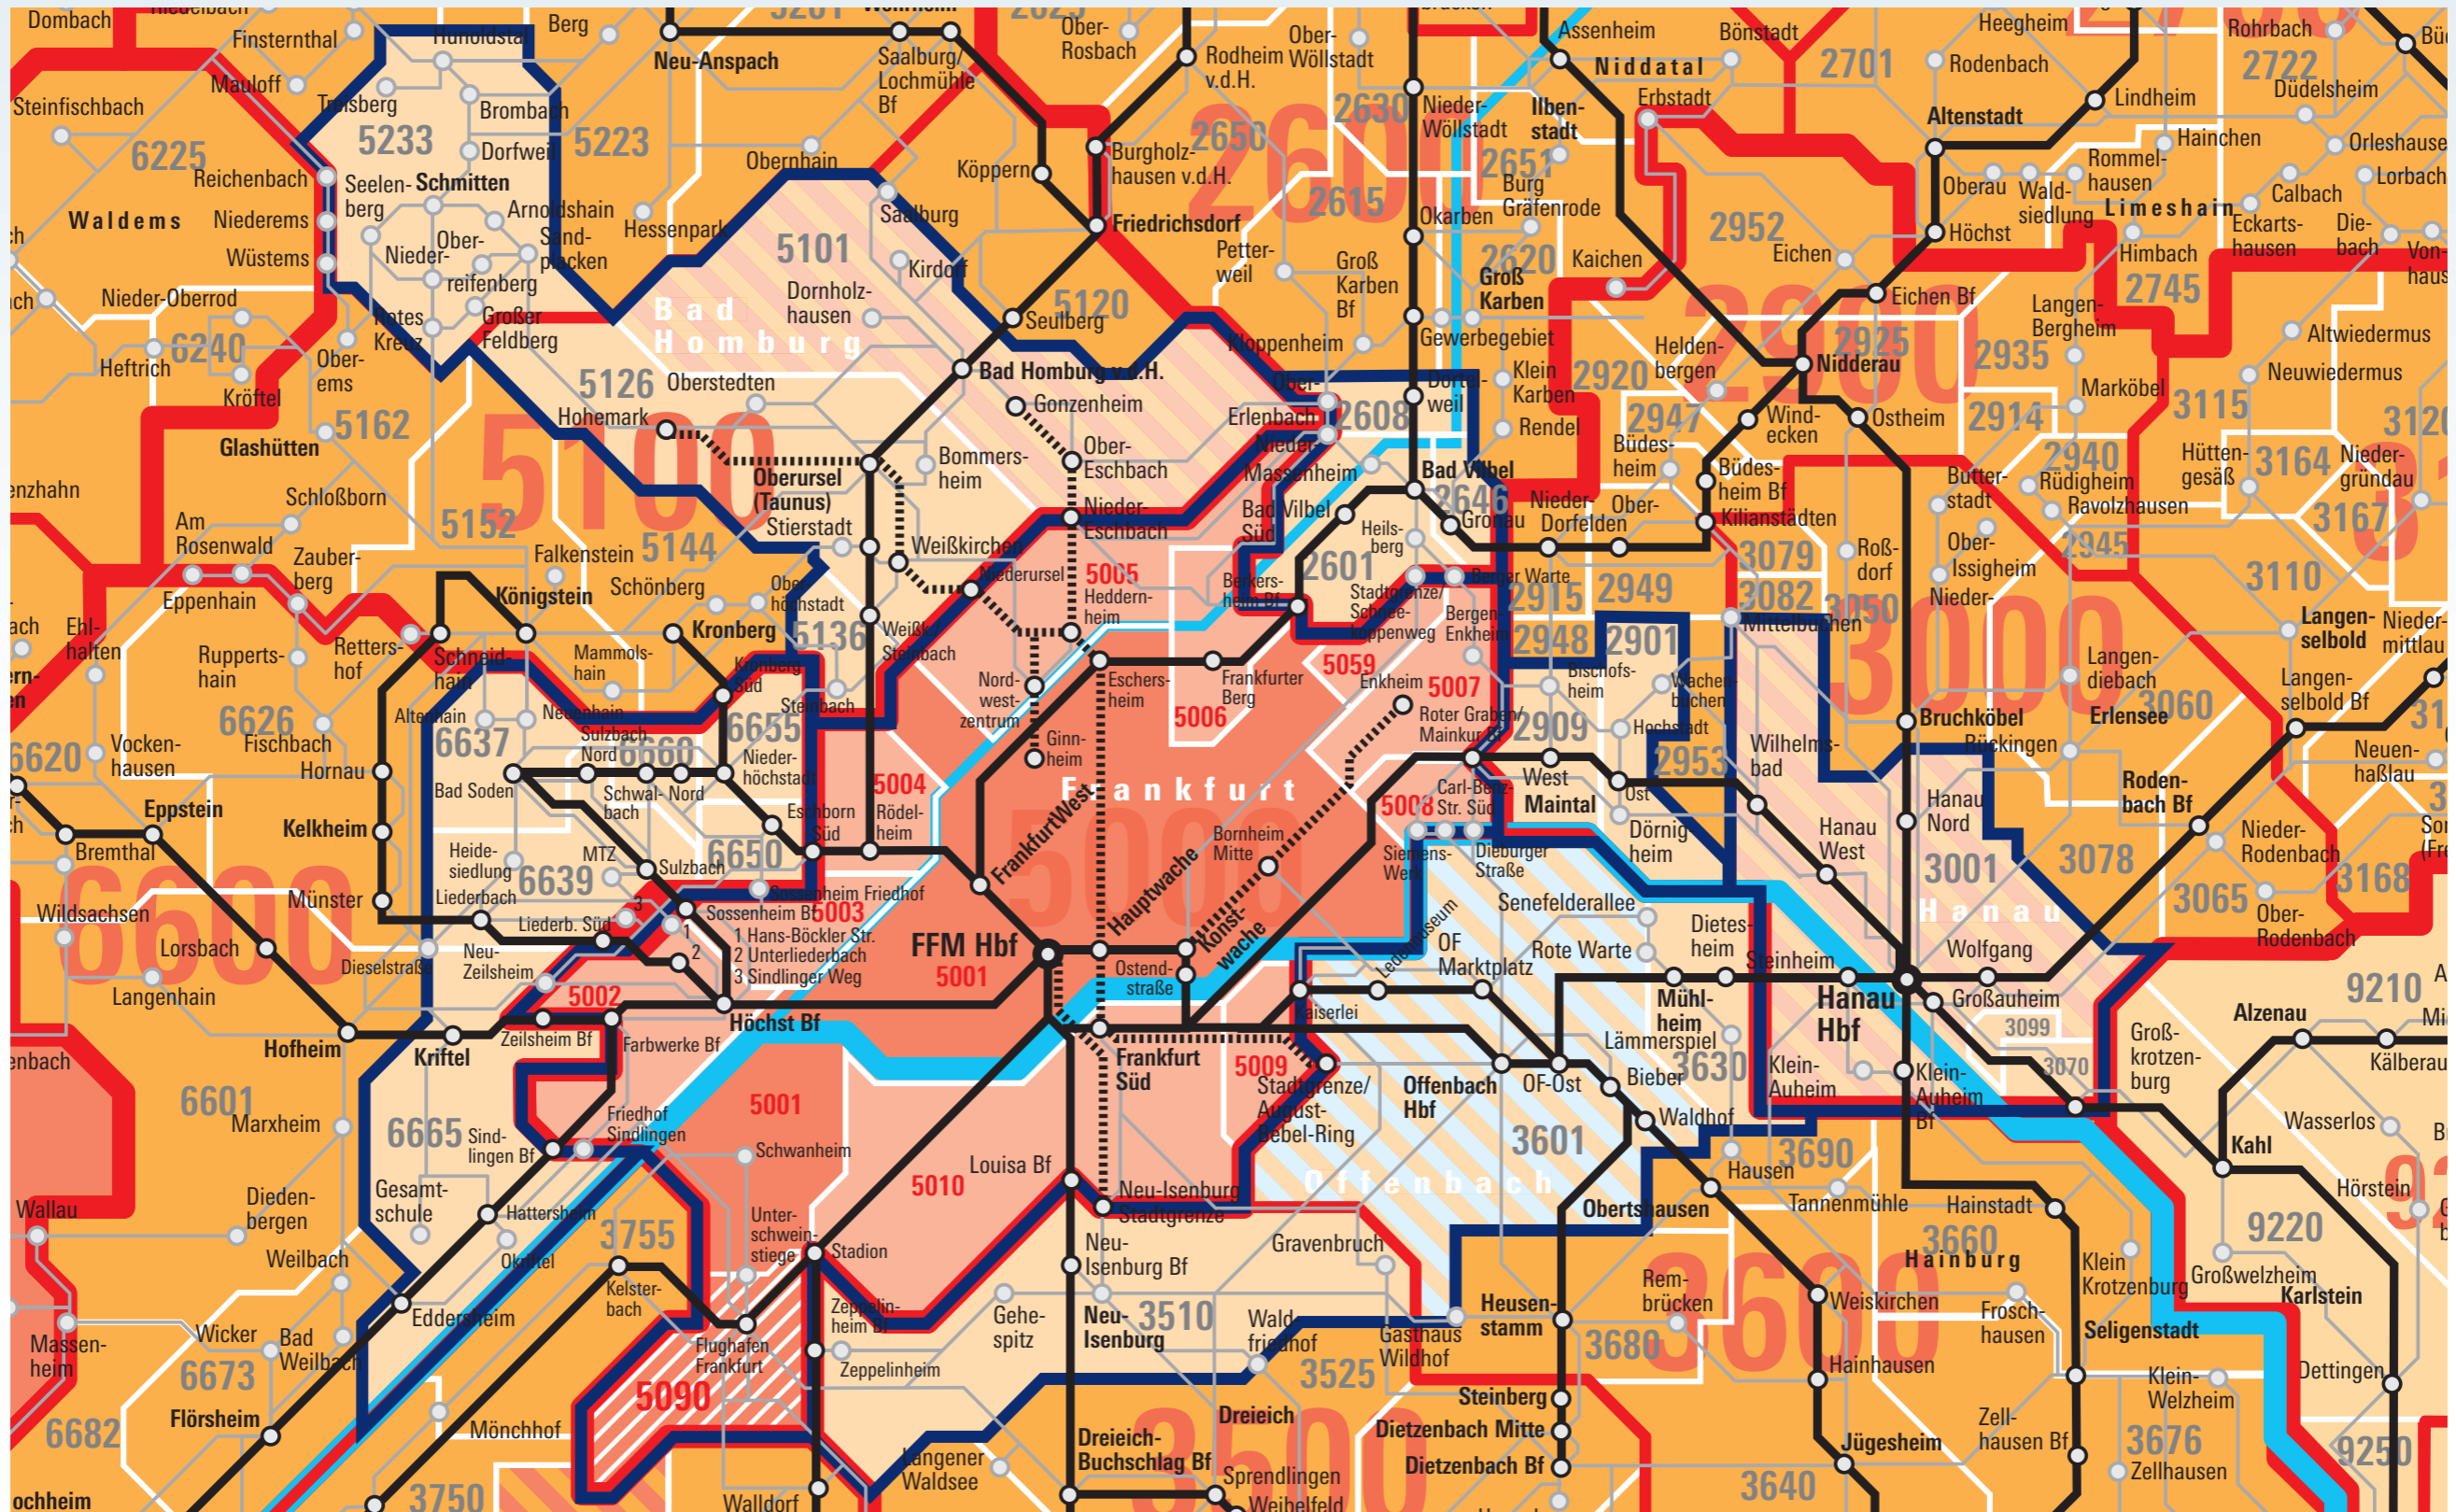 Dombach
Finsternthal
Hunoldstal
Berg
Neu-Anspach
Saalburg/
Lochmühle
Bf
Ober-
Rosbach
Rodheim
v.d.H.
Ober-
Wöllstadt
Assenheim
Niddatal
Bönstadt
2701
Heegheim
Rodenbach
Rohrbach
2722
Düdelsheim
Mauloff
Steinfischbach
6225
Treisberg
Brombach
5233
Dorfweil
5223
Obernhain
Köppern
Burgholz-
hausen v.d.H.
2650
2600
2630
Nieder-
Wöllstadt
Ilben-
stadt
2651
Erbstadt
Altenstadt
Lindheim
Hainchen
Orleshause
Reichenbach
Seelen-
berg
Schmitten
Arnoldshain
Waldems
Niederems
Wüstems
Ober-
Nieder-
reifenberg
Sand-
placken
Hessenpark
Saalburg
5101
Kirdorf
Friedrichsdorf
2615
Okarben
Burg
Gräfenrode
2620
Groß
Karben
Kaichen
2952
Eichen
Höchst
Oberau
Wald-
siedlung
Rommel-
hausen
Limeshain
Himbach
Eckarts-
hausen
Calbach
Lorbach
Die-
bach
Von-
haus
Nieder-Oberrod
Rotes
Kreuz
Großer
Feldberg
Bad
Homburg
Dornholz-
hausen
Seulberg
5120
Petter-
weil
Groß
Karben
Bf
Kloppenheim
Gewerbegebiet
2900
Eichen Bf
Langen-
Bergheim
2745
Altwiedermus
6240
Heftrich
Kröftel
Ober-
ems
5162
Glashütten
5126
Oberstedten
Hohemark
Bad Homburg v.d.H.
Gonzenheim
Ober-
Erlenbach
Nieder-
2608
Dortel-
weil
Klein
Karben
Rendel
2920
Helden-
bergen
2947
2925
Nidderau
Wind-
ecken
Ostheim
2935
2914
Marköbel
Neuwiedermus
3115
3120
5100
Oberursel
(Taunus)
Bommers-
heim
Ober-
Eschbach
Massenheim
Bad Vilbel
2646
Büdes-
heim
Büdes-
heim Bf
Butter-
stadt
2940
Rüdigheim
Ravolzhausen
Hütten-
gesäß
3164
Nieder-
gründau
3167
enzhahn
Schloßborn
Am
Rosenwald
5152
Stierstadt
Nieder-
Eschbach
Bad Vilbel
Süd
Heils-
berg
Gronau
Nieder-
Dorfelden
Ober-
Kilianstädten
Eppenhain
Zauber-
berg
Falkenstein
5144
Schönberg
Königstein
Weißkirchen
Niederursel
5005
Heddern-
heim
Berkers-
heim Bf
2601
Berger Warte
Stadtgrenze/
Schnee-
koppenweg
2915
2949
3079
3082
3050
Roß-
dorf
Ober-
Issigheim
Nieder-
2945
3110
Langen-
selbold
Nieder-
mittlau
Ehl-
halten
Rupperts-
hain
Retters-
hof
Schneid-
hain
Mammols-
hain
Kronberg
Ober-
höchstadt
5136
Weißk./
Steinbach
Kronberg
Süd
Steinbach
Nord-
west-
zentrum
Eschers-
heim
Frankfurter
Berg
5059
Bergen-
Enkheim
Enkheim
5007
2948
2901
Bischofs-
heim
Wachen-
buchen
Mittelbuchen
3000
Langen-
diebach
3060
Langen-
selbold Bf
6626
6620
Vocken-
hausen
Fischbach
Hornau
Altenhain
Neuenhain
6637
Sulzbach
Nord
6660
6655
Nieder-
höchstadt
Bad Soden
Schwal-
bach
Nord
Ginn-
heim
5006
Roter Graben/
Mainkur Bf
2909
Hochstadt
2953
Wilhelms-
bad
Bruchköbel
Erlensee
Rückingen
Neuen-
haßlau
Eppstein
Bremthal
Kelkheim
Eschborn
Süd
5004
Rödel-
heim
Frankfurt
5000
Frankfurt West
Bornheim
Mitte
5008
Carl-Benz-
Str. Süd
West
Maintal
Ost
Dörnig-
heim
Hanau
Nord
Hanau
West
Roden-
bach Bf
Nieder-
Rodenbach
6600
Münster
Wildsachsen
Lorsbach
Langenhain
Heide-
siedlung
MTZ
6639
Sulzbach
6650
Liederbach
Liederb. Süd
Dieselstraße
Neu-
Zeilsheim
Sossenheim Friedhof
Sossenheim Bf
5003
1 Hans-Böckler Str.
2 Unterliederbach
3 Sindlinger Weg
FFM Hbf
5001
Hauptwache
Konst-
wache
Ostend-
straße
Siemens-
Werk
Dieburger
Straße
Senefelderallee
Rote Warte
Ledermuseum
OF
Marktplatz
Dietes-
heim
Steinheim
3001
Hanau
Wolfgang
3078
3065
3168
Ober-
Rodenbach
5002
Zeilsheim Bf
Farbwerke Bf
Höchst Bf
Hofheim
Kriftel
Frankfurt
Süd
Kaiserlei
5009
Stadtgrenze/
August-
Bebel-Ring
Offenbach
Hbf
OF-Ost
Bieber
Mühl-
heim
Lämmerspiel
3630
Hanau
Hbf
Großauheim
3099
3070
Klein-
Auheim
Klein-
Auheim
Bf
Groß-
krotzen-
burg
Alzenau
9210
Kälberau
6601
Marxheim
6665
Sind-
lingen Bf
Friedhof
Sindlingen
5001
Schwanheim
5010
Louisa Bf
Neu-Isenburg
Stadtgrenze
Offenbach
3601
Waldhof
Hausen
3690
Tannenmühle
Hainstadt
Kahl
Wasserlos
Hörstein
Wallau
Dieden-
bergen
Weilbach
Gesamt-
schule
Hattersheim
Okriftel
3755
Unter-
schwein-
stiege
Stadion
Neu-
Isenburg Bf
Gravenbruch
Obertshausen
Rem-
brücken
3600
Weiskirchen
3660
Hainburg
Klein
Krotzenburg
Großwelzheim
Karlstein
9220
Massen-
heim
Wicker
Bad
Weilbach
6673
Flörsheim
Eddersheim
Kelster-
bach
Flughafen
Frankfurt
Zeppelin-
heim Bf
Zeppelinheim
Gehe-
spitz
Neu-
Isenburg
3510
Wald-
friedhof
3525
Gasthaus
Wildhof
Heusen-
stamm
3680
Hainhausen
Frosch-
hausen
Seligenstadt
Klein-
Welzheim
Dettingen
6682
Mönchhof
5090
3750
Walldorf
Langener
Waldsee
Dreieich-
Buchschlag Bf
Dreieich
3500
Sprendlingen
Weibelfeld
Steinberg
Dietzenbach Mitte
Dietzenbach Bf
Jügesheim
3640
Zell-
hausen Bf
3676
Zellhausen
9250
ochheim